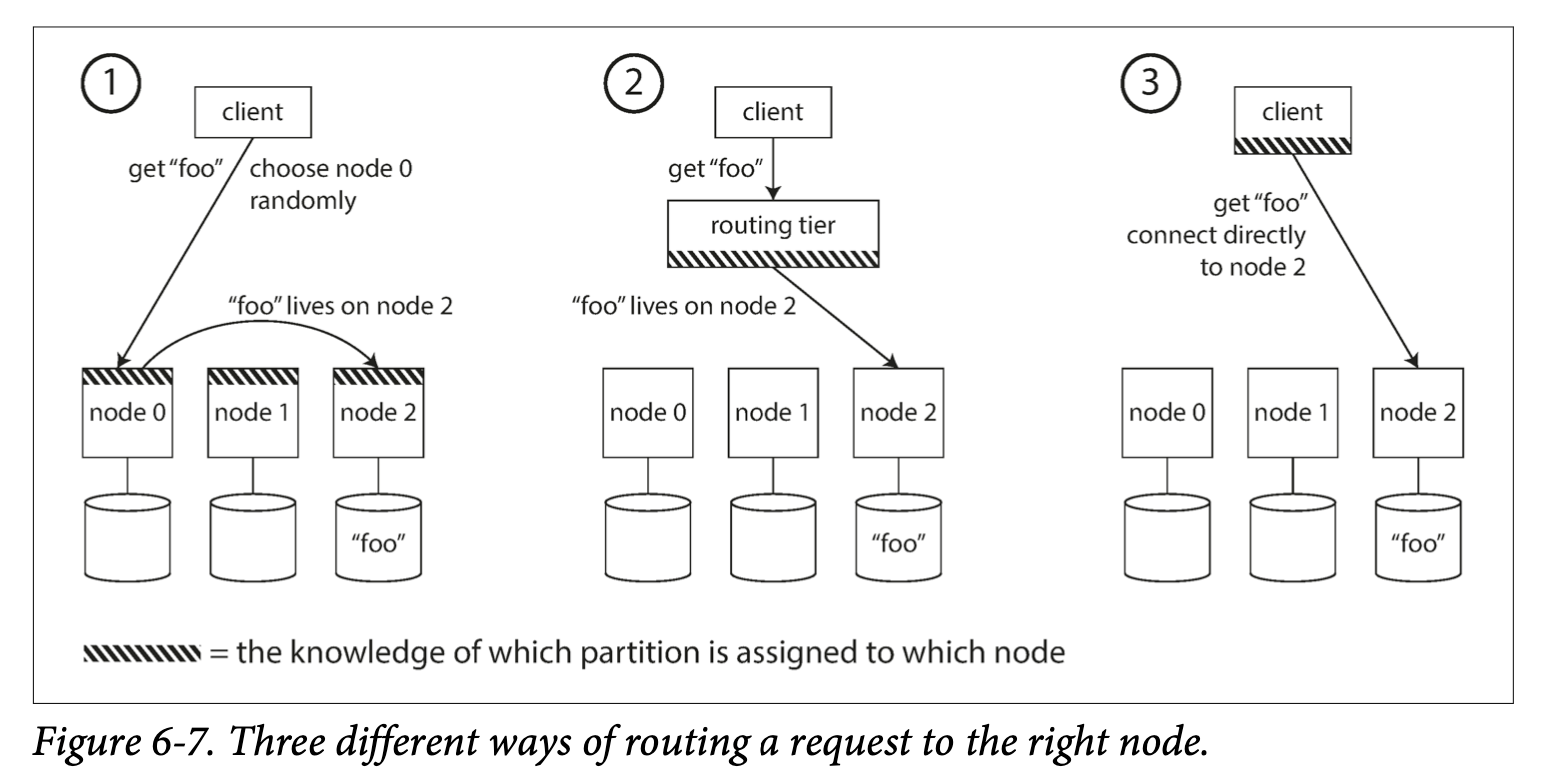 1
client
get “foo”
choose node 0
randomly
“foo” lives on node 2
node 0
node 1
node 2
“foo”
2
client
get “foo”
routing tier
“foo” lives on node 2
node 0
node 1
node 2
“foo”
3
client
get “foo”
connect directly
to node 2
node 0
node 1
node 2
“foo”
= the knowledge of which partition is assigned to which node
Figure 6-7. Three different ways of routing a request to the right node.